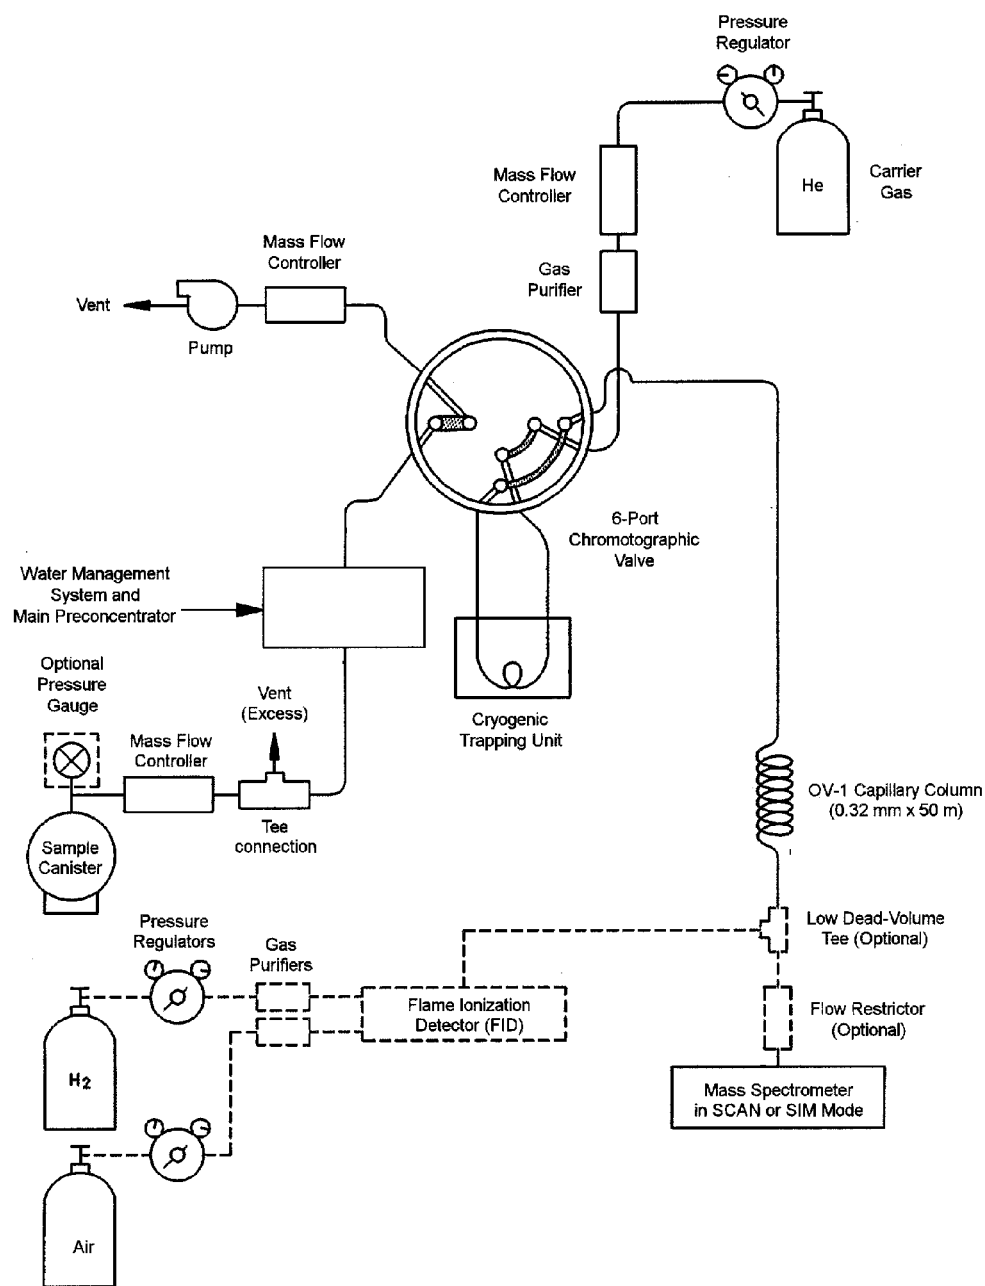 Pressure
Regulator
Mass Flow
Controller
He
Carrier
Gas
Mass Flow
Controller
Gas
Purifier
Vent
Pump
6-Port
Chromotographic
Valve
Water Management
System and
Main Preconcentrator
Optional
Pressure
Gauge
Vent
(Excess)
Cryogenic
Trapping Unit
Mass Flow
Controller
OV-1 Capillary Column
(0.32 mm x 50 m)
Tee
connection
Sample
Canister
Pressure
Regulators
Gas
Purifiers
Low Dead-Volume
Tee (Optional)
Flame Ionization
Detector (FID)
Flow Restrictor
(Optional)
H2
Mass Spectrometer
in SCAN or SIM Mode
Air